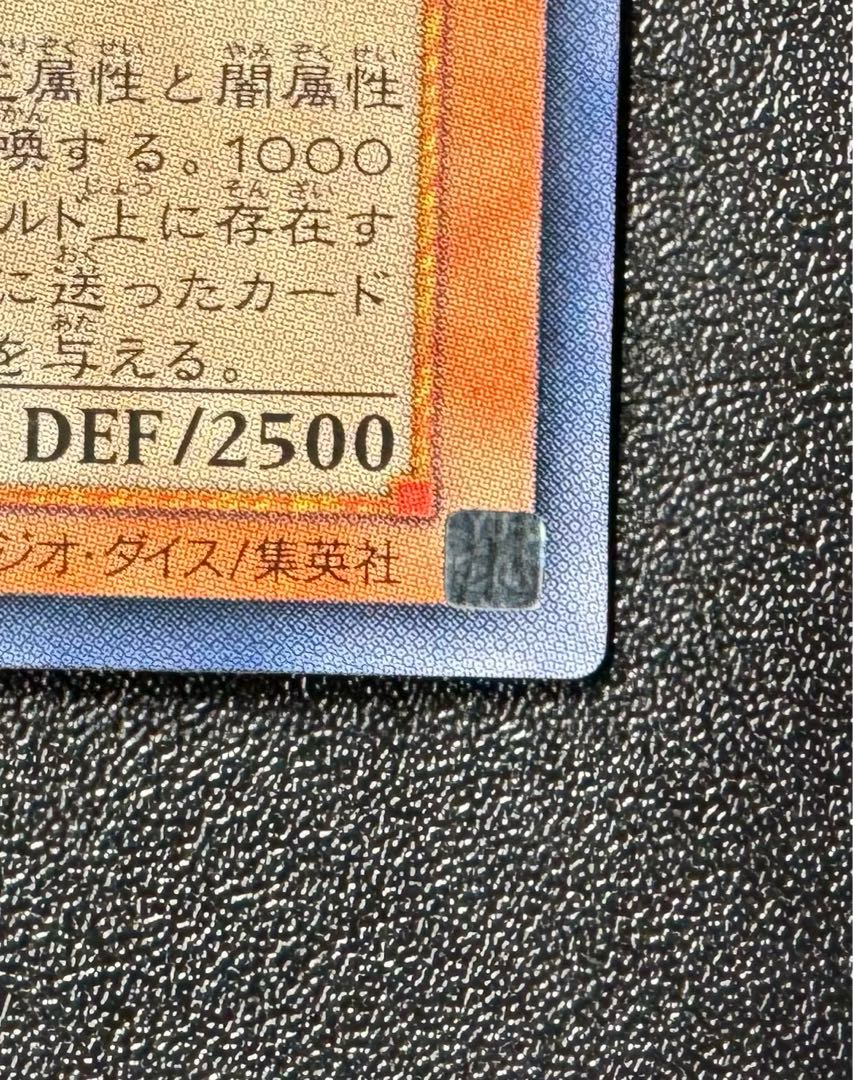 属性と闇属性
喚する。1000
ルド上に存在す
に送ったカード
を与える。
DEF/2500
ジオ・ダイス/集英社